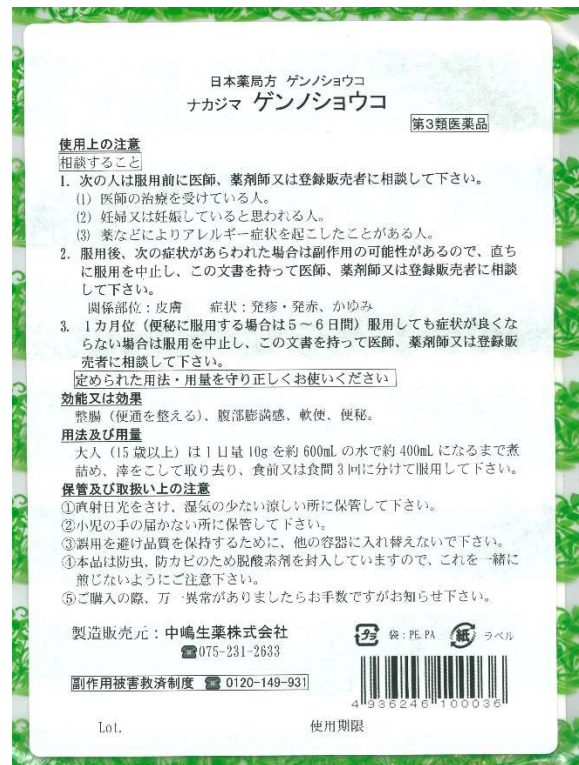 日本薬局方 ゲンノショウコ
ナカジマ ゲンノショウコ
第3類医薬品
使用上の注意
相談すること
1. 次の人は服用前に医師、薬剤師又は登録販売者に相談して下さい。
(1) 医師の治療を受けている人。
(2) 妊婦又は妊娠していると思われる人。
(3) 薬などによりアレルギー症状を起こしたことがある人。
2. 服用後、次の症状があらわれた場合は副作用の可能性があるので、直ち
に服用を中止し、この文書を持って医師、薬剤師又は登録販売者に相談
して下さい。
関係部位：皮膚 症状：発疹・発赤、かゆみ
3. 1カ月位（便秘に服用する場合は5～6日間）服用しても症状が良くな
らない場合は服用を中止し、この文書を持って医師、薬剤師又は登録販
売者に相談して下さい。
定められた用法・用量を守り正しくお使いください
効能又は効果
整腸（便通を整える）、腹部膨満感、軟便、便秘。
用法及び用量
大人（15歳以上）は1日量10gを約600mLの水で約400mLになるまで煮
詰め、滓をこして取り去り、食前又は食間3回に分けて服用して下さい。
保管及び取扱い上の注意
①直射日光をさけ、湿気の少ない涼しい所に保管して下さい。
②小児の手の届かない所に保管して下さい。
③誤用を避け品質を保持するために、他の容器に入れ替えないで下さい。
④本品は防虫、防カビのため脱酸素剤を封入していますので、これを一緒に
煎じないようにご注意下さい。
⑤ご購入の際、万一異常がありましたらお手数ですがお知らせ下さい。
製造販売元：中嶋生薬株式会社
☎075-231-2633
プラ 袋：PE, PA 紙 ラベル
副作用被害救済制度 ☎ 0120-149-931
4 936246 100036
Lot. 使用期限